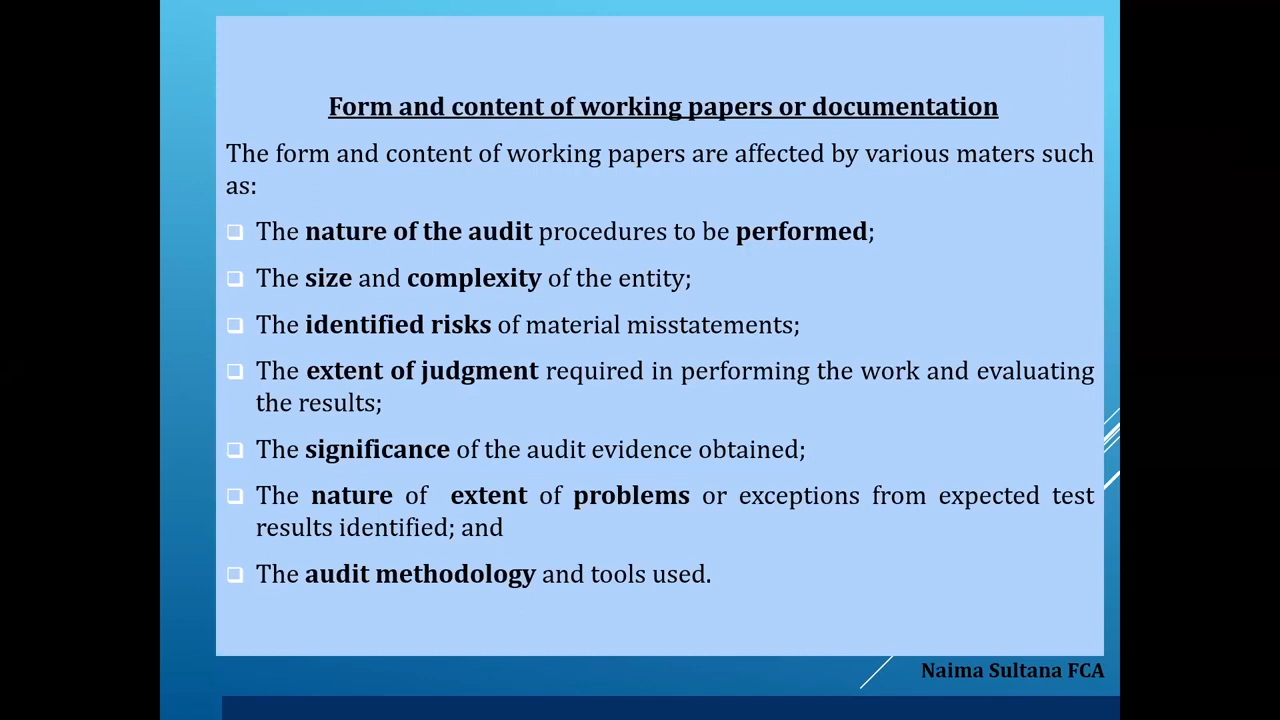 Form and content of working papers or documentation
The form and content of working papers are affected by various maters such
as:
The nature of the audit procedures to be performed;
The size and complexity of the entity;
The identified risks of material misstatements;
The extent of judgment required in performing the work and evaluating
the results;
The significance of the audit evidence obtained;
The nature of extent of problems or exceptions from expected test
results identified; and
The audit methodology and tools used.
Naima Sultana FCA